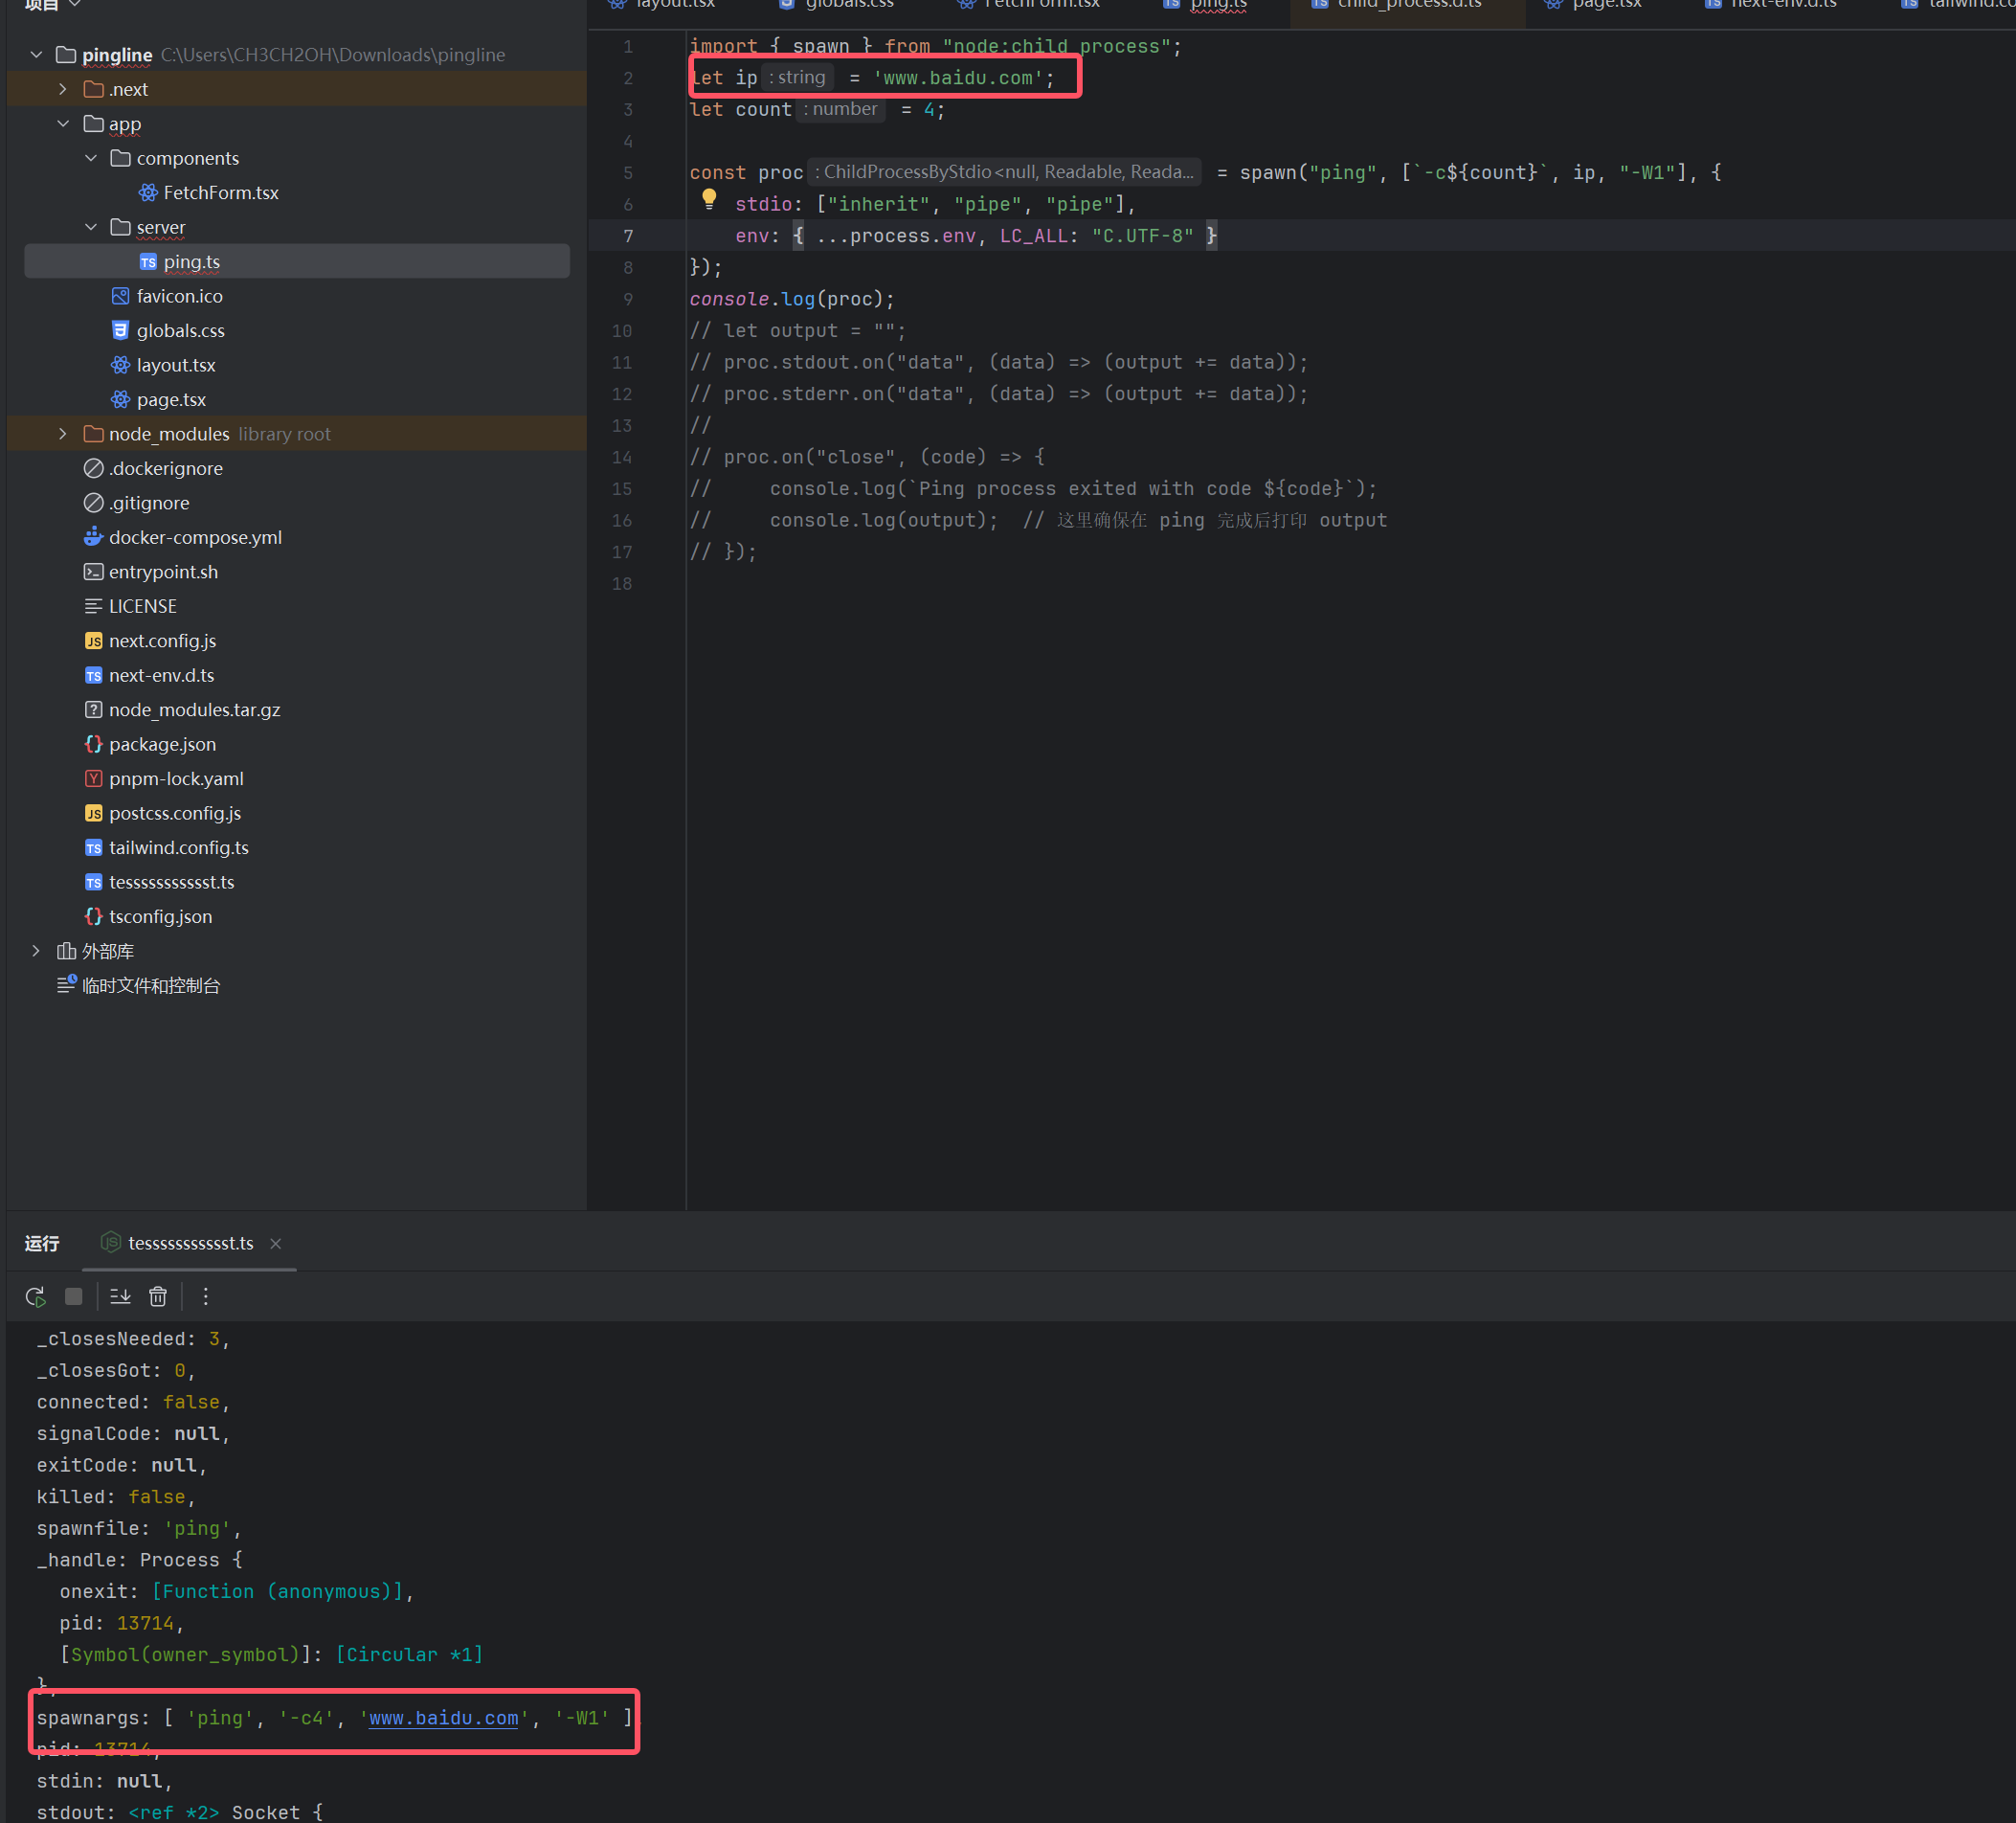 项目
layout.tsx globals.css FetchForm.tsx ping.ts child_process.d.ts page.tsx next-env.d.ts tailwind.co
pingline C:\Users\CH3CH2OH\Downloads\pingline
.next
app
components
FetchForm.tsx
server
ping.ts
favicon.ico
globals.css
layout.tsx
page.tsx
node_modules library root
.dockerignore
.gitignore
docker-compose.yml
entrypoint.sh
LICENSE
next.config.js
next-env.d.ts
node_modules.tar.gz
package.json
pnpm-lock.yaml
postcss.config.js
tailwind.config.ts
tesssssssssssst.ts
tsconfig.json
外部库
临时文件和控制台
1 import { spawn } from "node:child_process";
2 let ip : string = 'www.baidu.com';
3 let count : number = 4;
4
5 const proc : ChildProcessByStdio<null, Readable, Reada... = spawn("ping", [`-c${count}`, ip, "-W1"], {
6 stdio: ["inherit", "pipe", "pipe"],
7 env: { ...process.env, LC_ALL: "C.UTF-8" }
8 });
9 console.log(proc);
10 // let output = "";
11 // proc.stdout.on("data", (data) => (output += data));
12 // proc.stderr.on("data", (data) => (output += data));
13 //
14 // proc.on("close", (code) => {
15 // console.log(`Ping process exited with code ${code}`);
16 // console.log(output); // 这里确保在 ping 完成后打印 output
17 // });
18
运行 tesssssssssssst.ts
_closesNeeded: 3,
_closesGot: 0,
connected: false,
signalCode: null,
exitCode: null,
killed: false,
spawnfile: 'ping',
_handle: Process {
onexit: [Function (anonymous)],
pid: 13714,
[Symbol(owner_symbol)]: [Circular *1]
},
spawnargs: [ 'ping', '-c4', 'www.baidu.com', '-W1' ]
pid: 13714,
stdin: null,
stdout: <ref *2> Socket {